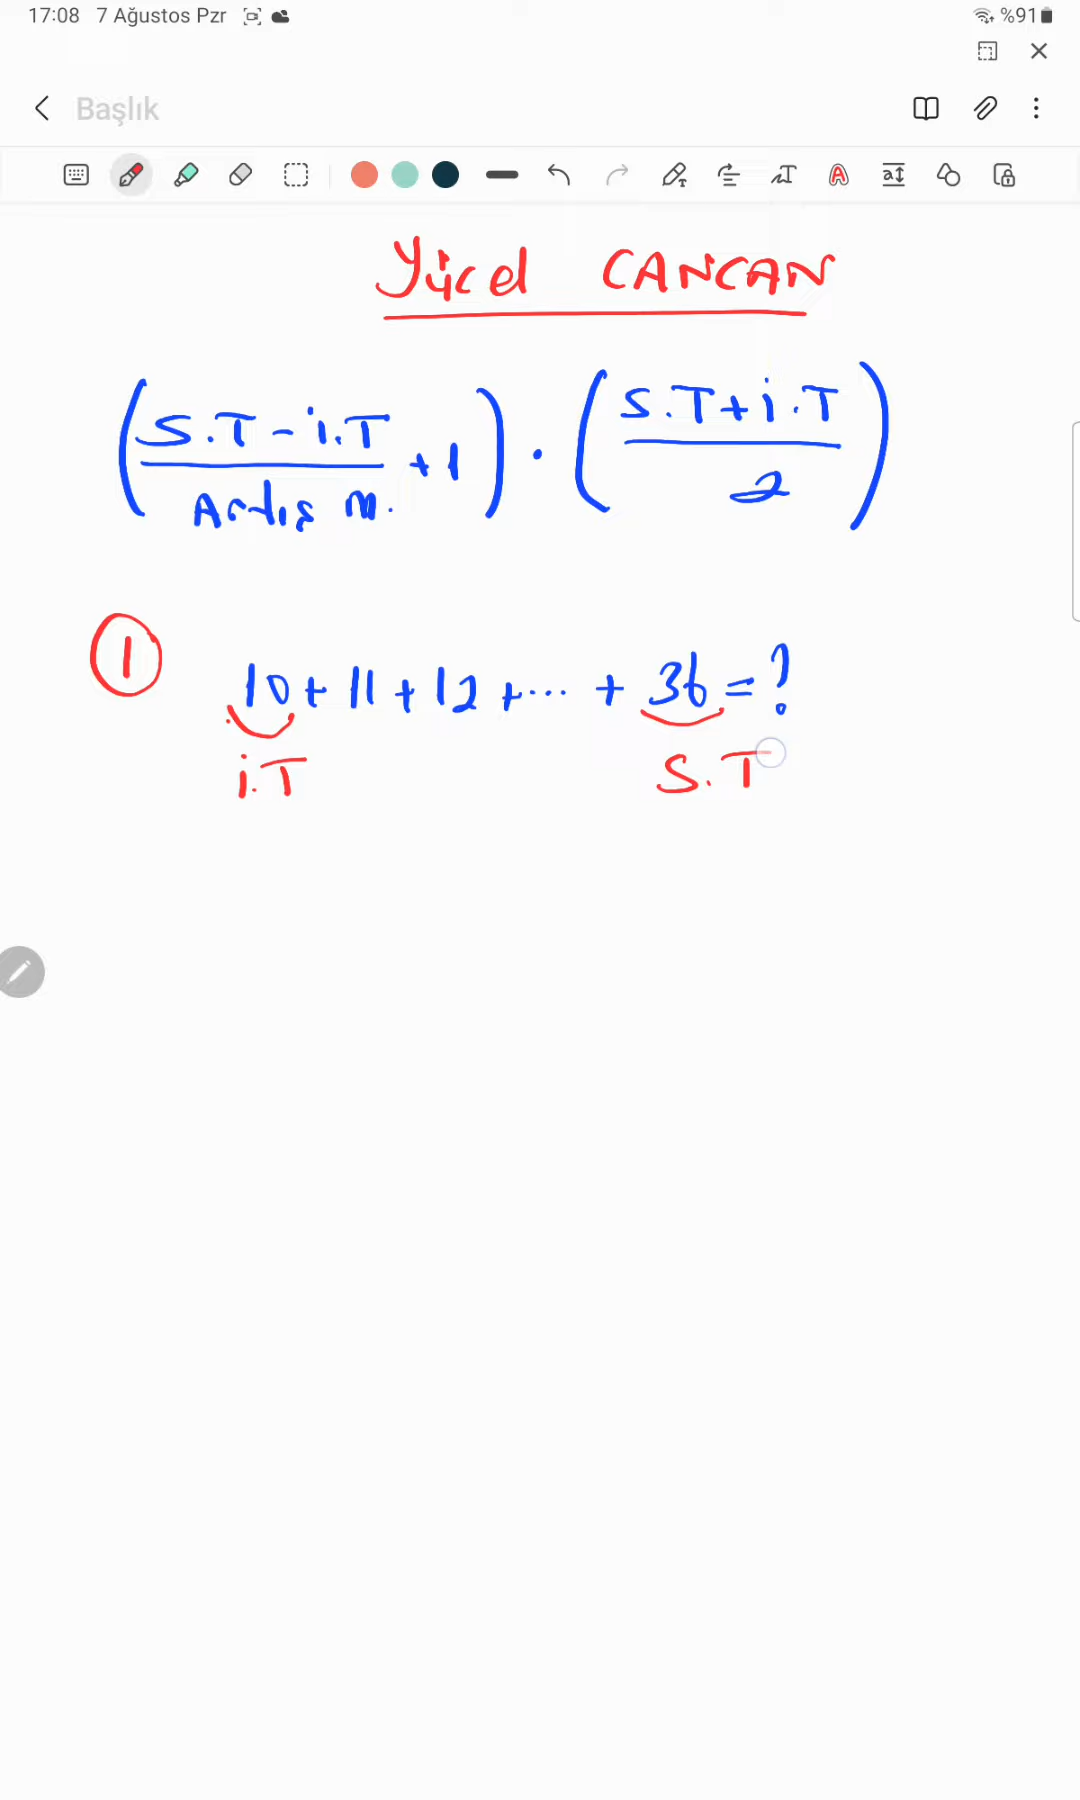 17:08 7 Ağustos Pzr %91
Başlık
Yücel CANCAN
(S.T - i.T / Artış M. + 1) · (S.T + i.T / 2)
1 10 + 11 + 12 + ... + 36 = ?
i.T S.T